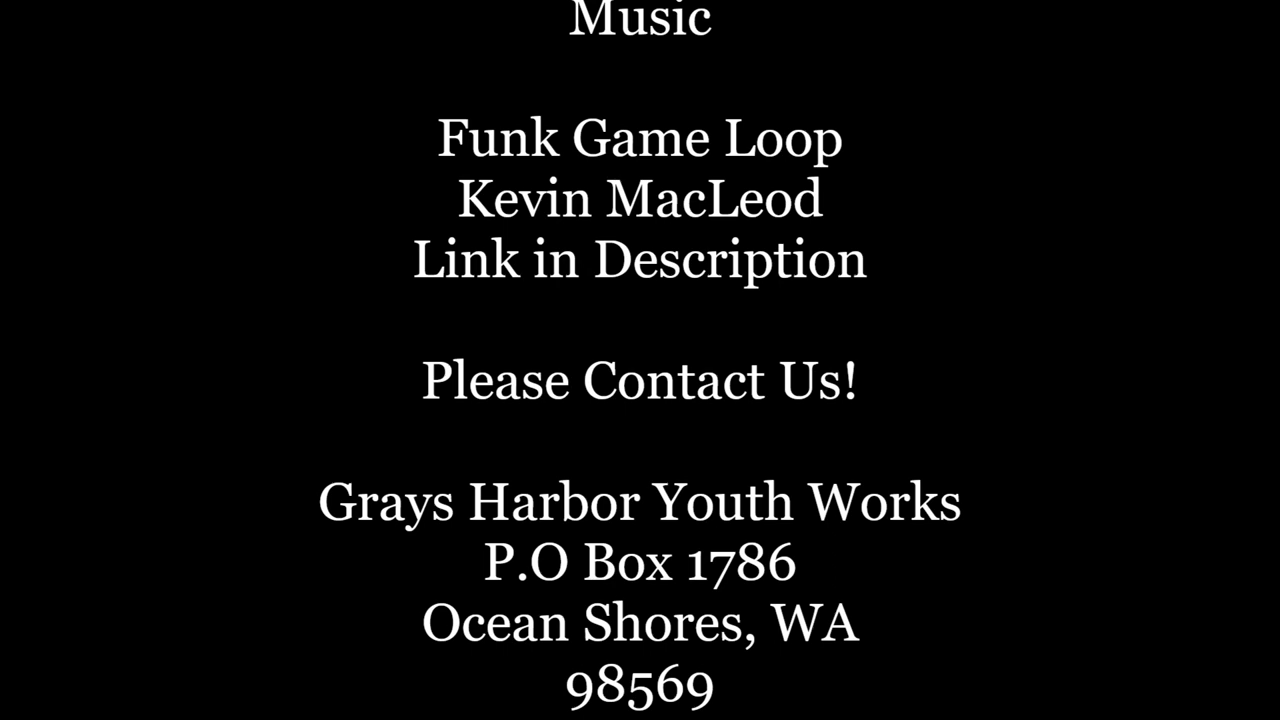 Music
Funk Game Loop
Kevin MacLeod
Link in Description
Please Contact Us!
Grays Harbor Youth Works
P.O Box 1786
Ocean Shores, WA
98569